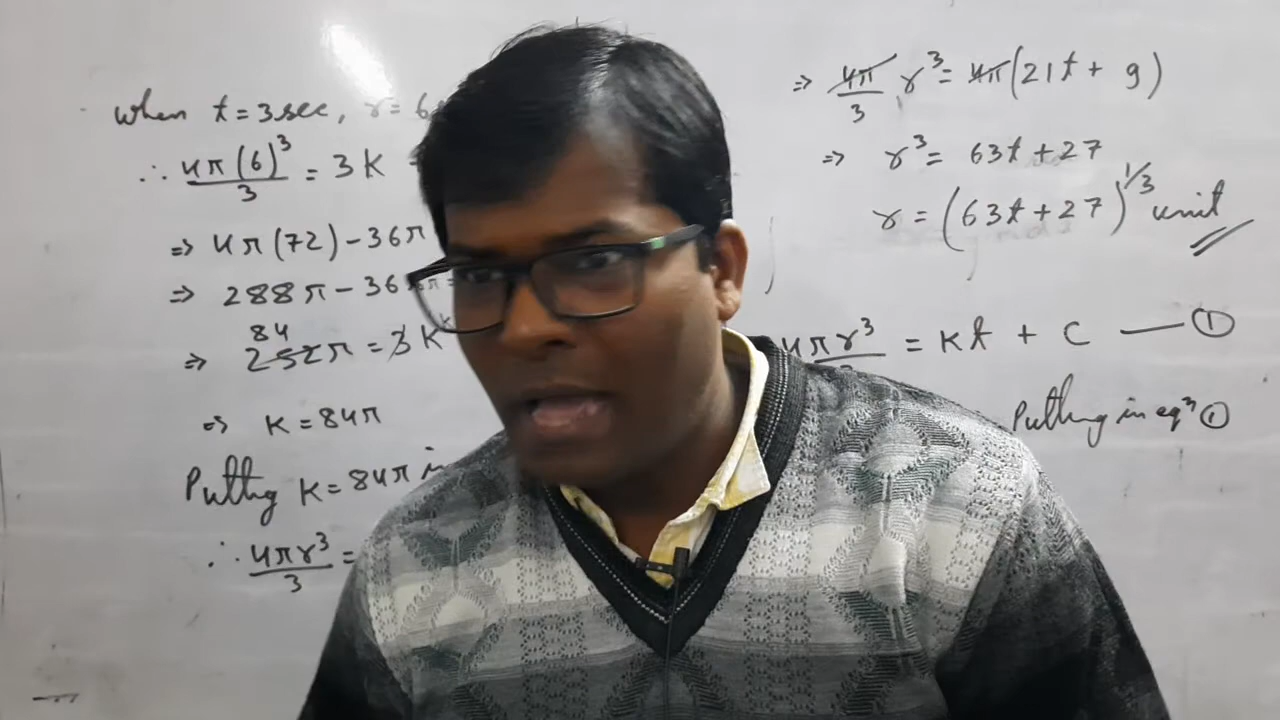 when t = 3 sec, r = 6
∴ 4π(6)³/3 = 3K
⇒ 4π(72) − 36π
⇒ 288π − 36π =
84
⇒ 252π = 3K
⇒ K = 84π
Putting K = 84π in
∴ 4πr³/3 =
⇒ 4π/3 r³ = 4π(21t + 9)
⇒ r³ = 63t + 27
r = (63t + 27)^1/3 unit
4πr³ = Kt + C — ①
Putting in eqⁿ ①